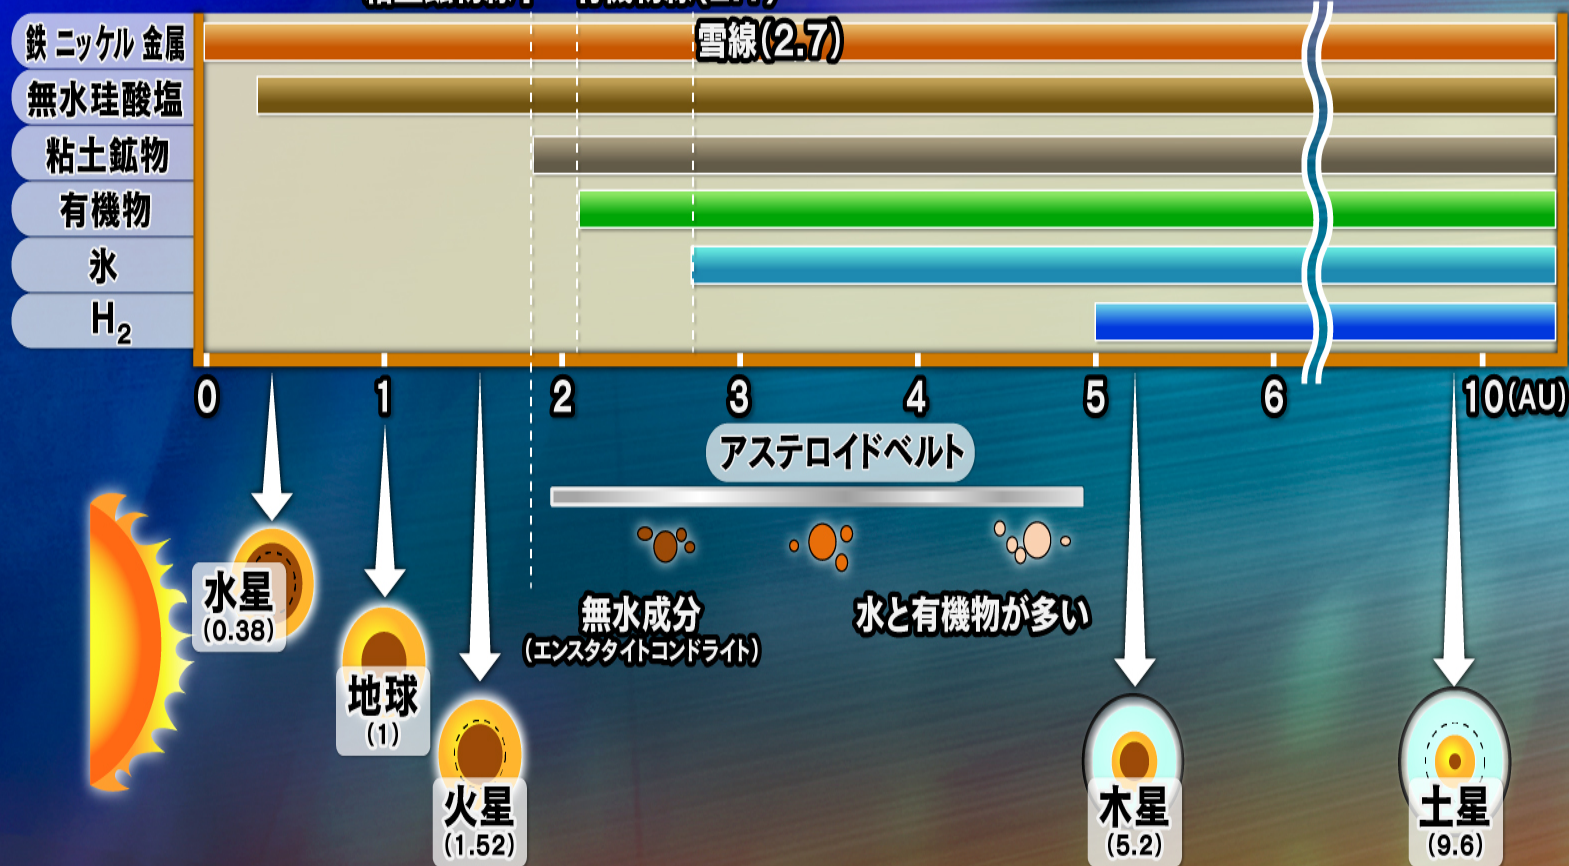 雪線(2.7)
鉄 ニッケル 金属
無水珪酸塩
粘土鉱物
有機物
氷
H₂
0 1 2 3 4 5 6 10(AU)
アステロイドベルト
無水成分
(エンスタタイトコンドライト)
水と有機物が多い
水星
(0.38)
地球
(1)
火星
(1.52)
木星
(5.2)
土星
(9.6)